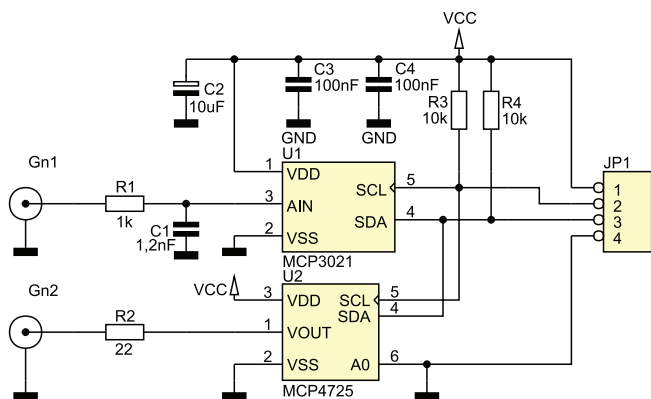 VCC
C2
10uF
C3
100nF
C4
100nF
R3
10k
R4
10k
GND
GND
Gn1
R1
1k
C1
1,2nF
U1
1
VDD
3
AIN
2
VSS
SCL
5
SDA
4
MCP3021
JP1
1
2
3
4
Gn2
R2
22
VCC
U2
3
VDD
1
VOUT
2
VSS
SCL
5
SDA
4
A0
6
MCP4725